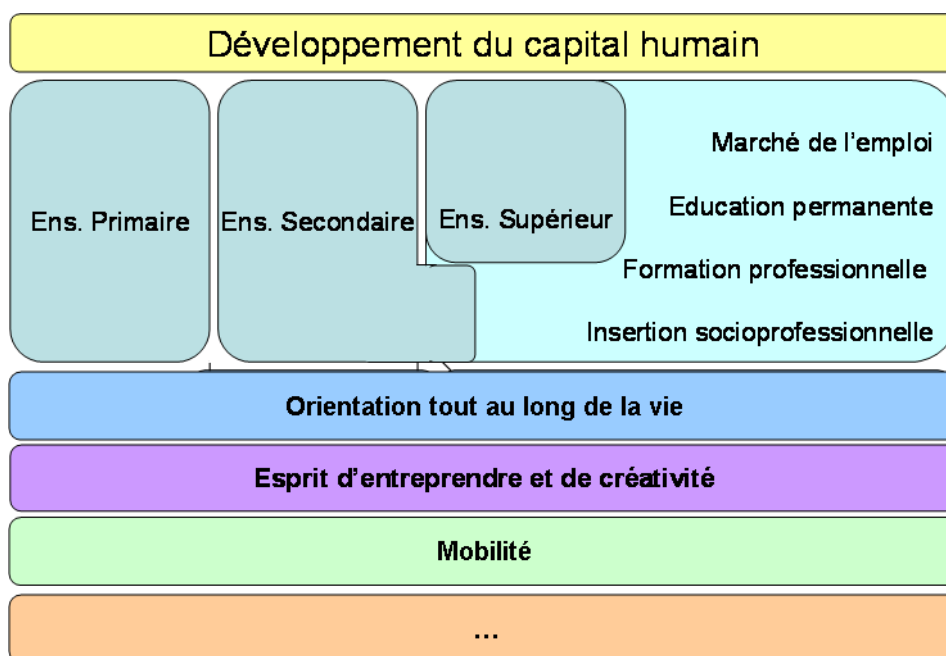 Développement du capital humain
Ens. Primaire
Ens. Secondaire
Ens. Supérieur
Marché de l'emploi
Education permanente
Formation professionnelle
Insertion socioprofessionnelle
Orientation tout au long de la vie
Esprit d'entreprendre et de créativité
Mobilité
...